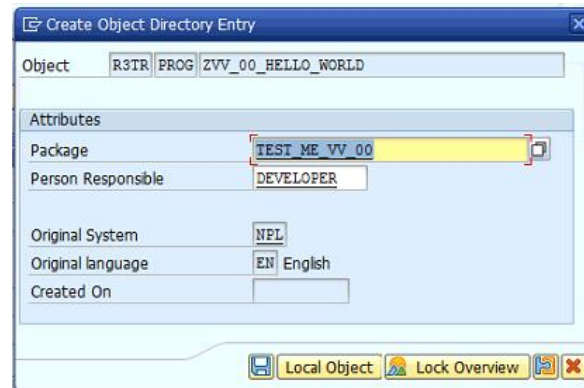 Create Object Directory Entry
Object R3TR PROG ZVV_00_HELLO_WORLD
Attributes
Package TEST_ME_VV_00
Person Responsible DEVELOPER
Original System NPL
Original language EN English
Created On
Local Object Lock Overview